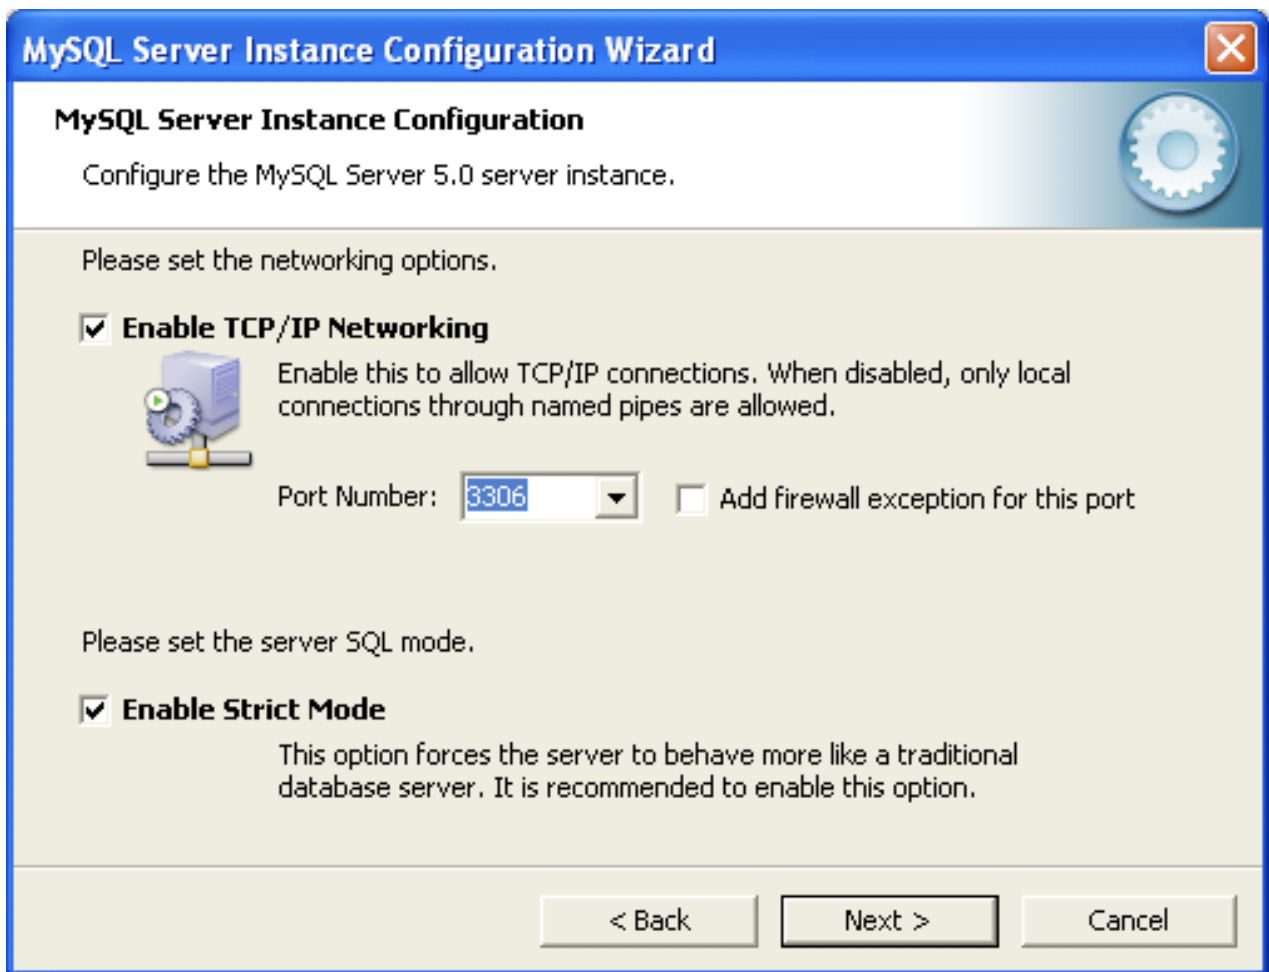 MySQL Server Instance Configuration Wizard
MySQL Server Instance Configuration
Configure the MySQL Server 5.0 server instance.
Please set the networking options.
Enable TCP/IP Networking
Enable this to allow TCP/IP connections. When disabled, only local
connections through named pipes are allowed.
Port Number: 3306 Add firewall exception for this port
Please set the server SQL mode.
Enable Strict Mode
This option forces the server to behave more like a traditional
database server. It is recommended to enable this option.
< Back Next > Cancel